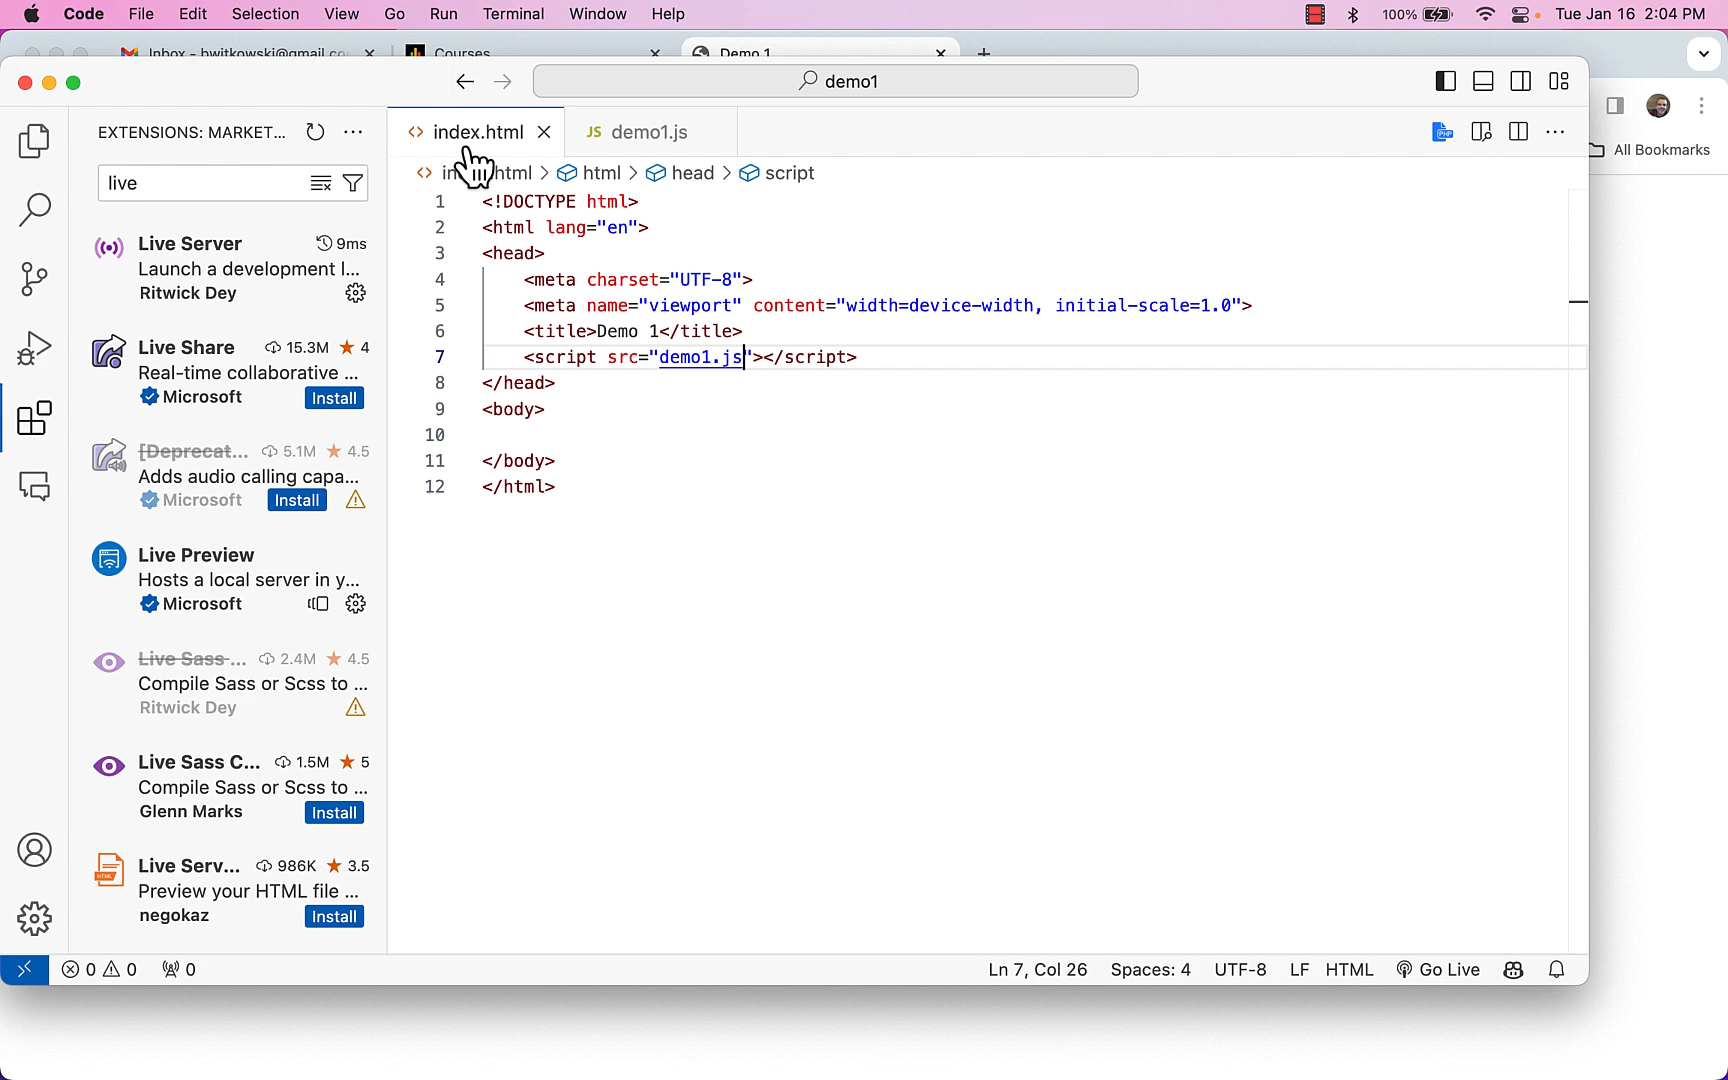 Code File Edit Selection View Go Run Terminal Window Help 100% Tue Jan 16 2:04 PM
Inbox - bwitkowski@gmail.co Courses Demo 1
demo1
EXTENSIONS: MARKET...
index.html
JS demo1.js
PHP
All Bookmarks
html > html > head > script
live
Live Server 9ms
Launch a development l...
Ritwick Dey
Live Share 15.3M 4
Real-time collaborative ...
Microsoft Install
[Deprecat... 5.1M 4.5
Adds audio calling capa...
Microsoft Install
Live Preview
Hosts a local server in y...
Microsoft
Live Sass ... 2.4M 4.5
Compile Sass or Scss to ...
Ritwick Dey
Live Sass C... 1.5M 5
Compile Sass or Scss to ...
Glenn Marks Install
Live Serv... 986K 3.5
Preview your HTML file ...
negokaz Install
1 <!DOCTYPE html>
2 <html lang="en">
3 <head>
4 <meta charset="UTF-8">
5 <meta name="viewport" content="width=device-width, initial-scale=1.0">
6 <title>Demo 1</title>
7 <script src="demo1.js"></script>
8 </head>
9 <body>
10
11 </body>
12 </html>
0 0 0 Ln 7, Col 26 Spaces: 4 UTF-8 LF HTML Go Live